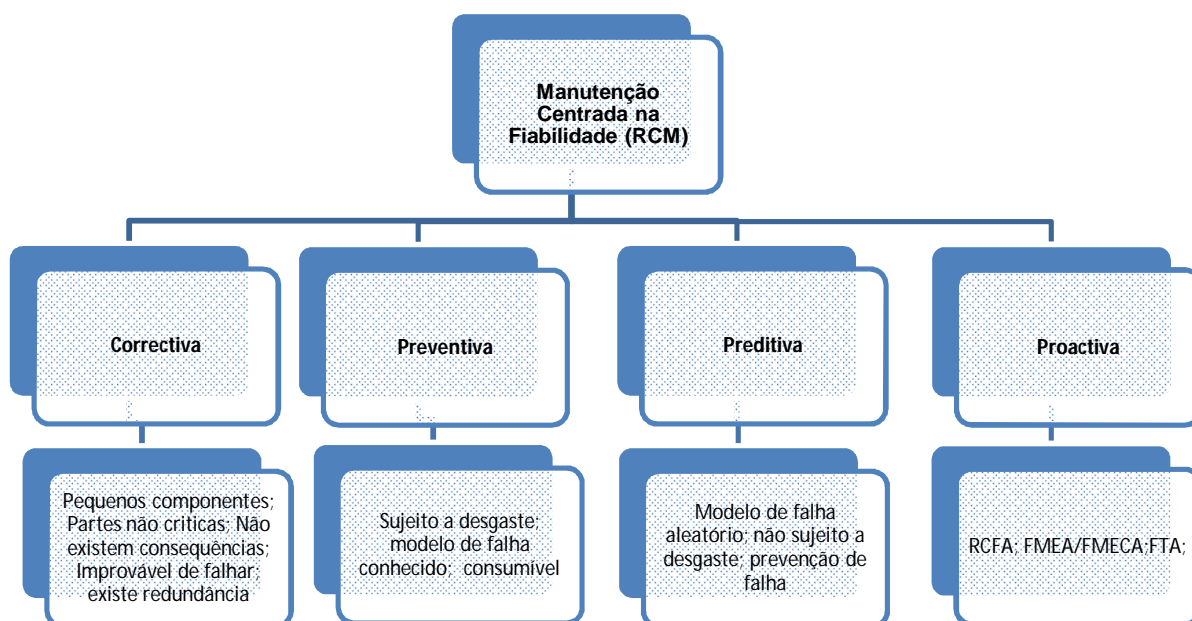 Manutenção
Centrada na
Fiabilidade (RCM)
Correctiva
Preventiva
Preditiva
Proactiva
Pequenos componentes;
Partes não criticas; Não
existem consequências;
Improvável de falhar;
existe redundância
Sujeito a desgaste;
modelo de falha
conhecido; consumível
Modelo de falha
aleatório; não sujeito a
desgaste; prevenção de
falha
RCFA; FMEA/FMECA;FTA;